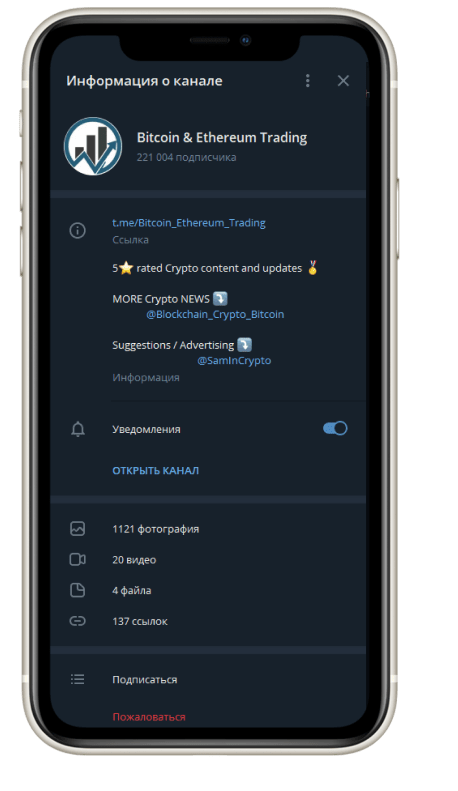 Информация о канале
Bitcoin & Ethereum Trading
221 004 подписчика
t.me/Bitcoin_Ethereum_Trading
Ссылка
5⭐ rated Crypto content and updates 🏅
MORE Crypto NEWS ⤵️
@Blockchain_Crypto_Bitcoin
Suggestions / Advertising ⤵️
@SamInCrypto
Информация
Уведомления
ОТКРЫТЬ КАНАЛ
1121 фотография
20 видео
4 файла
137 ссылок
Подписаться
Пожаловаться